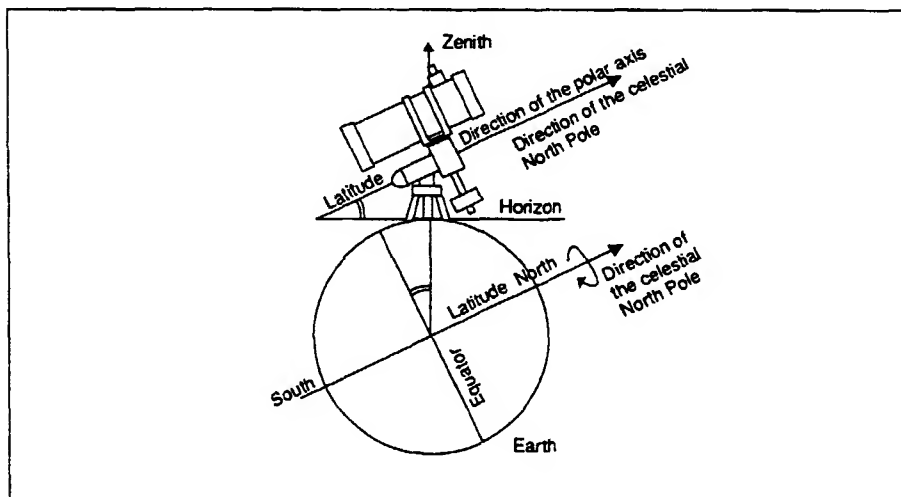 Zenith
Direction of the polar axis
Direction of the celestial
North Pole
Latitude
Horizon
Latitude North
Direction of
the celestial
North Pole
South
Equator
Earth